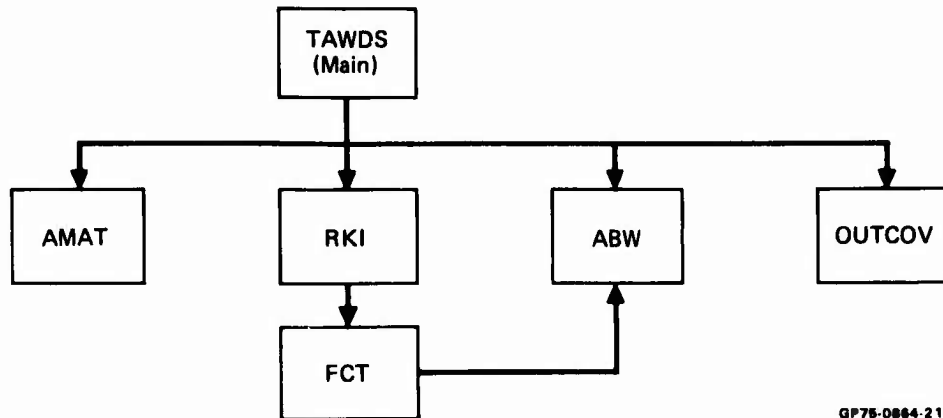 TAWDS
(Main)
AMAT
RKI
ABW
OUTCOV
FCT
GP75-0864-21